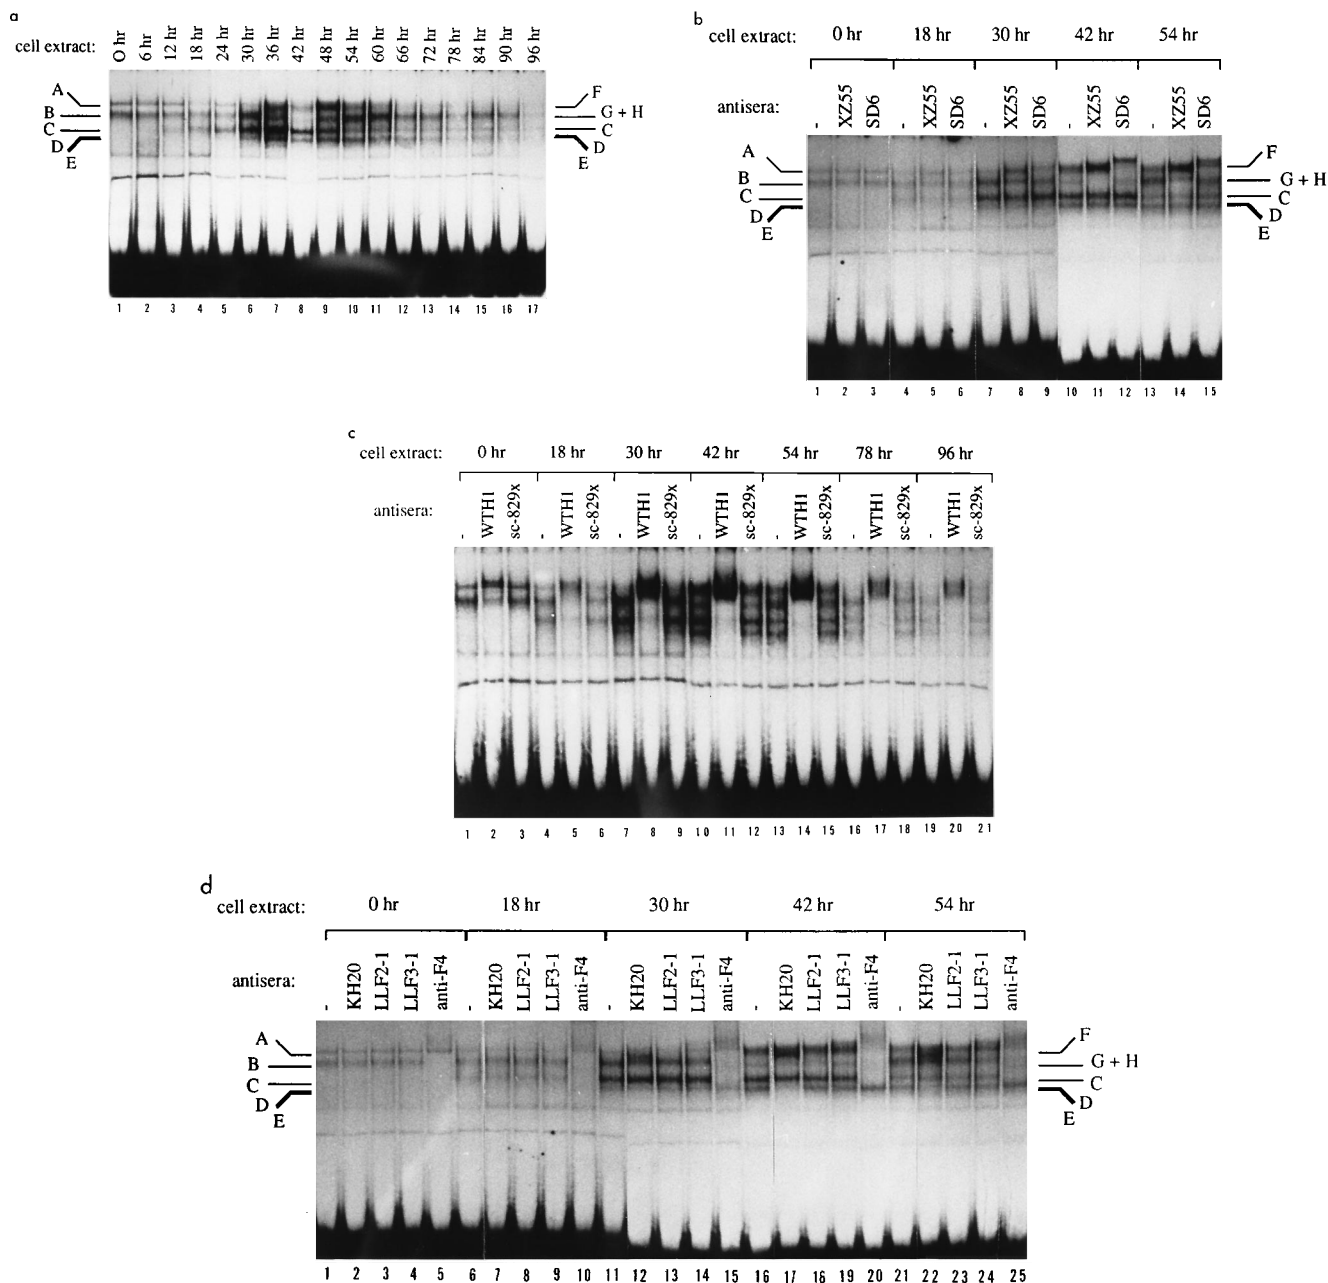 a
cell extract: O hr 6 hr 12 hr 18 hr 24 hr 30 hr 36 hr 42 hr 48 hr 54 hr 60 hr 66 hr 72 hr 78 hr 84 hr 90 hr 96 hr
A F
B G + H
C C
D D
E E
1 2 3 4 5 6 7 8 9 10 11 12 13 14 15 16 17
b
cell extract: 0 hr 18 hr 30 hr 42 hr 54 hr
antisera: - XZ55 SD6 - XZ55 SD6 - XZ55 SD6 - XZ55 SD6 - XZ55 SD6
A F
B G + H
C C
D D
E E
1 2 3 4 5 6 7 8 9 10 11 12 13 14 15
c
cell extract: 0 hr 18 hr 30 hr 42 hr 54 hr 78 hr 96 hr
antisera: - WTH1 sc-829x - WTH1 sc-829x - WTH1 sc-829x - WTH1 sc-829x - WTH1 sc-829x - WTH1 sc-829x - WTH1 sc-829x
1 2 3 4 5 6 7 8 9 10 11 12 13 14 15 16 17 18 19 20 21
d
cell extract: 0 hr 18 hr 30 hr 42 hr 54 hr
antisera: - KH20 LLF2-1 LLF3-1 anti-F4 - KH20 LLF2-1 LLF3-1 anti-F4 - KH20 LLF2-1 LLF3-1 anti-F4 - KH20 LLF2-1 LLF3-1 anti-F4 - KH20 LLF2-1 LLF3-1 anti-F4
A F
B G + H
C C
D D
E E
1 2 3 4 5 6 7 8 9 10 11 12 13 14 15 16 17 18 19 20 21 22 23 24 25